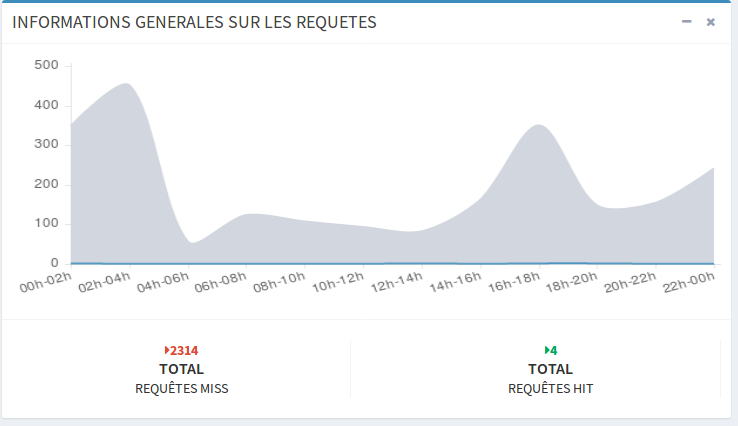 INFORMATIONS GENERALES SUR LES REQUETES
500
400
300
200
100
0
00h-02h 02h-04h 04h-06h 06h-08h 08h-10h 10h-12h 12h-14h 14h-16h 16h-18h 18h-20h 20h-22h 22h-00h
2314
TOTAL
REQUÊTES MISS
4
TOTAL
REQUÊTES HIT